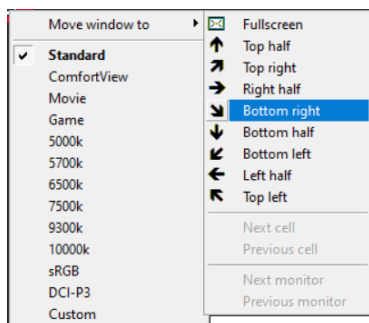 Move window to
Standard
ComfortView
Movie
Game
5000k
5700k
6500k
7500k
9300k
10000k
sRGB
DCI-P3
Custom
Fullscreen
Top half
Top right
Right half
Bottom right
Bottom half
Bottom left
Left half
Top left
Next cell
Previous cell
Next monitor
Previous monitor